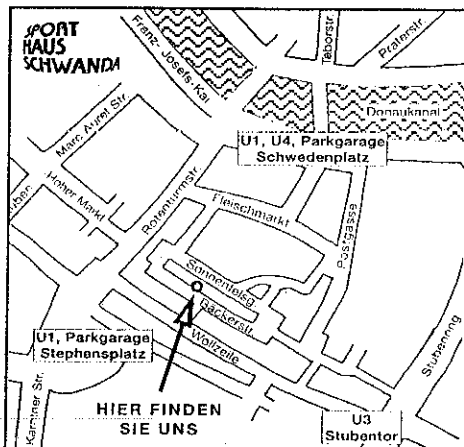 SPORT
HAUS
SCHWANDA
Franz-Josefs-Kai
Taborstr.
Praterstr.
Donaukanal
Marc Aurel Str.
U1, U4, Parkgarage
Schwedenplatz
Hoher Markt
Rotenturmstr.
Fleischmarkt
Postgasse
Sonnenfelsg.
Bäckerstr.
Wollzeile
Stubenring
U1, Parkgarage
Stephansplatz
Kärntner Str.
HIER FINDEN
SIE UNS
U3
Stubentor